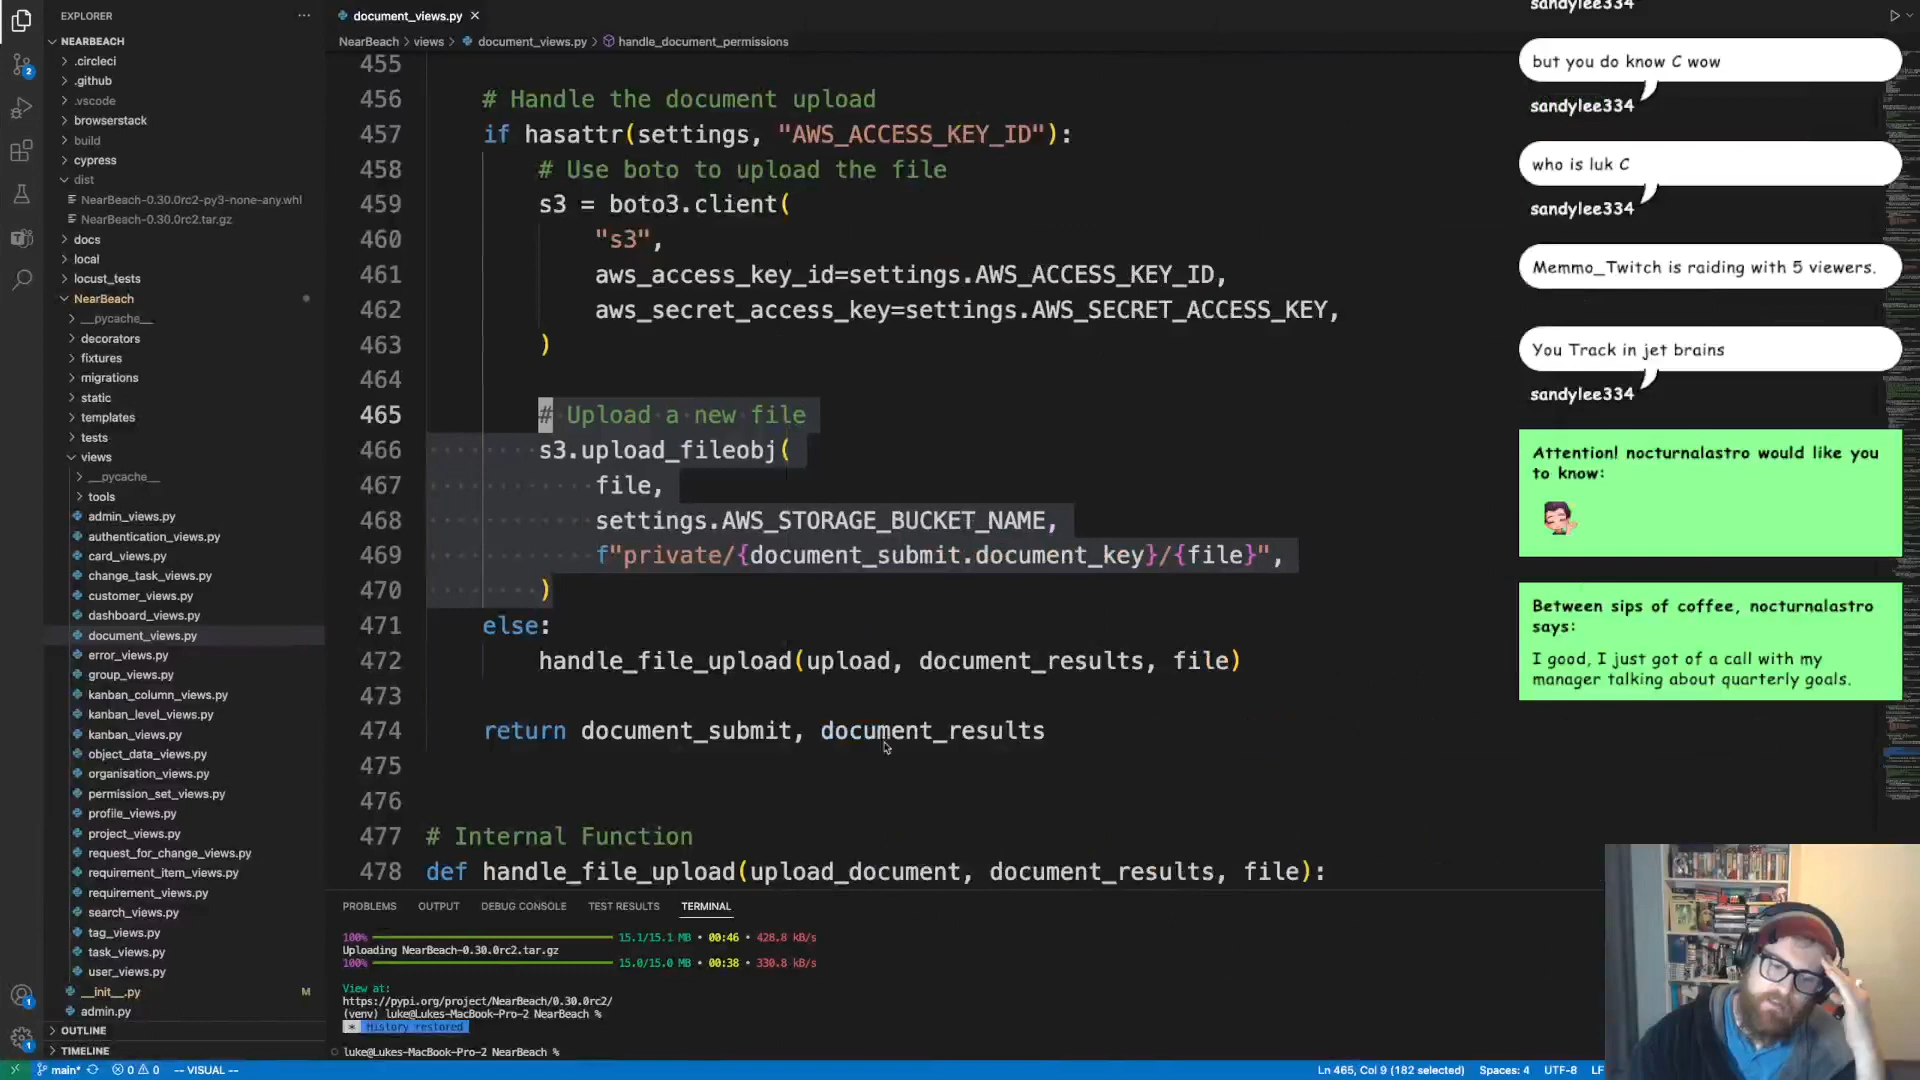 EXPLORER
NEARBEACH
.circleci
.github
.vscode
browserstack
build
cypress
dist
NearBeach-0.30.0rc2-py3-none-any.whl
NearBeach-0.30.0rc2.tar.gz
docs
local
locust_tests
NearBeach
__pycache__
decorators
fixtures
migrations
static
templates
tests
views
__pycache__
tools
admin_views.py
authentication_views.py
card_views.py
change_task_views.py
customer_views.py
dashboard_views.py
document_views.py
error_views.py
group_views.py
kanban_column_views.py
kanban_level_views.py
kanban_views.py
object_data_views.py
organisation_views.py
permission_set_views.py
profile_views.py
project_views.py
request_for_change_views.py
requirement_item_views.py
requirement_views.py
search_views.py
tag_views.py
task_views.py
user_views.py
__init__.py M
admin.py
OUTLINE
TIMELINE
document_views.py
NearBeach > views > document_views.py > handle_document_permissions
455
456 # Handle the document upload
457 if hasattr(settings, "AWS_ACCESS_KEY_ID"):
458 # Use boto to upload the file
459 s3 = boto3.client(
460 "s3",
461 aws_access_key_id=settings.AWS_ACCESS_KEY_ID,
462 aws_secret_access_key=settings.AWS_SECRET_ACCESS_KEY,
463 )
464
465 # Upload a new file
466 s3.upload_fileobj(
467 file,
468 settings.AWS_STORAGE_BUCKET_NAME,
469 f"private/{document_submit.document_key}/{file}",
470 )
471 else:
472 handle_file_upload(upload, document_results, file)
473
474 return document_submit, document_results
475
476
477 # Internal Function
478 def handle_file_upload(upload_document, document_results, file):
PROBLEMS OUTPUT DEBUG CONSOLE TEST RESULTS TERMINAL
100% 15.1/15.1 MB • 00:46 • 428.8 kB/s
Uploading NearBeach-0.30.0rc2.tar.gz
100% 15.0/15.0 MB • 00:38 • 330.8 kB/s
View at:
https://pypi.org/project/NearBeach/0.30.0rc2/
(venv) luke@Lukes-MacBook-Pro-2 NearBeach %
* History restored
luke@Lukes-MacBook-Pro-2 NearBeach %
main* 0 0 -- VISUAL --
Ln 465, Col 9 (182 selected) Spaces: 4 UTF-8 LF
sandylee334
but you do know C wow
sandylee334
who is luk C
sandylee334
Memmo_Twitch is raiding with 5 viewers.
You Track in jet brains
sandylee334
Attention! nocturnalastro would like you
to know:
Between sips of coffee, nocturnalastro
says:
I good, I just got of a call with my
manager talking about quarterly goals.
2
1
1